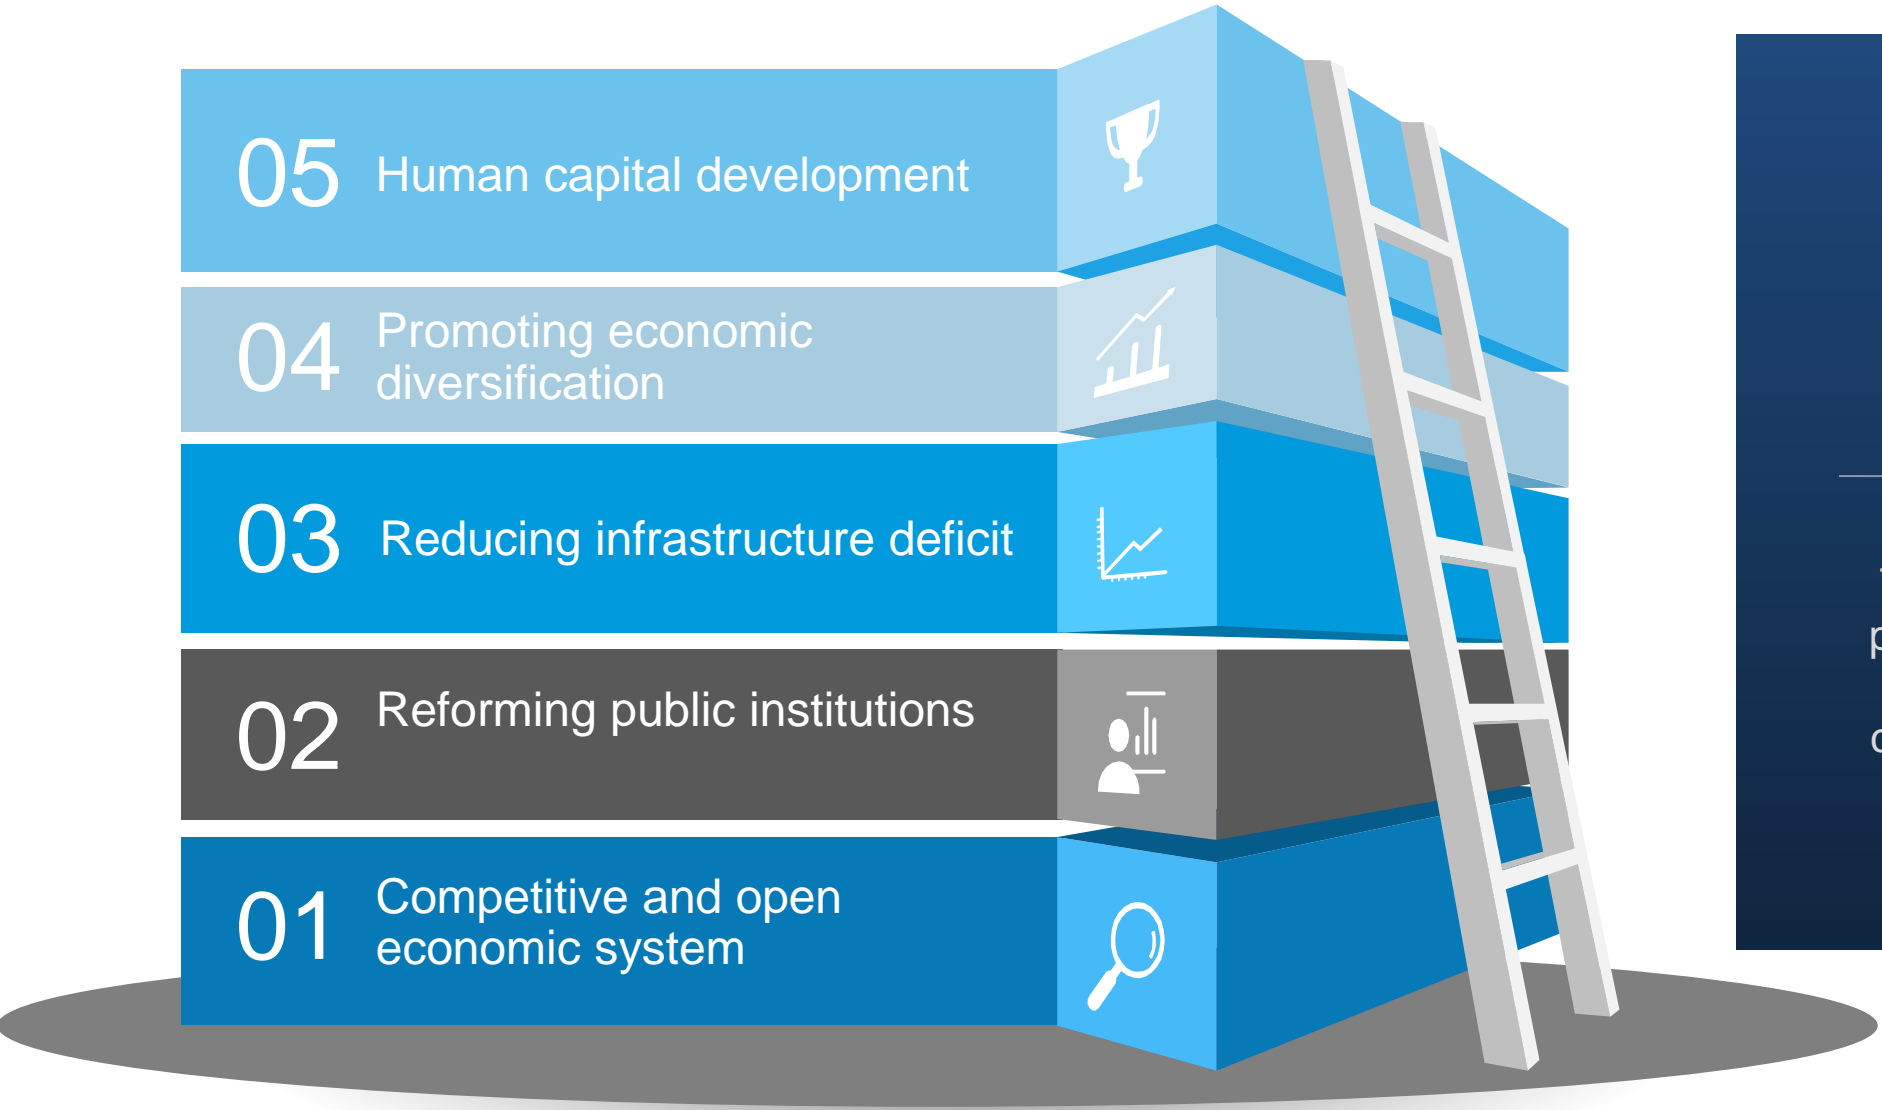 05 Human capital development
04 Promoting economic
diversification
03 Reducing infrastructure deficit
02 Reforming public institutions
01 Competitive and open
economic system